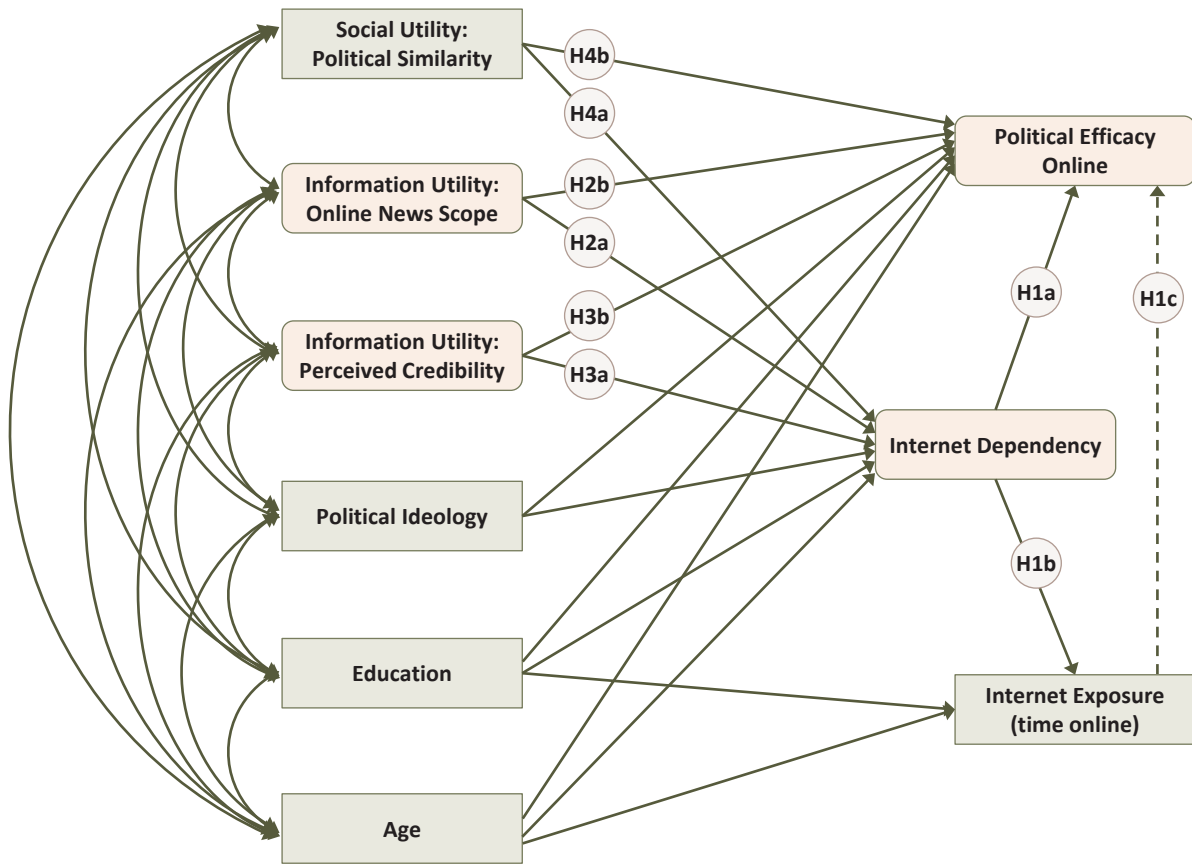 Social Utility:
Political Similarity
H4b
H4a
Political Efficacy
Online
Information Utility:
Online News Scope
H2b
H2a
H1a
H1c
Information Utility:
Perceived Credibility
H3b
H3a
Internet Dependency
Political Ideology
H1b
Education
Internet Exposure
(time online)
Age